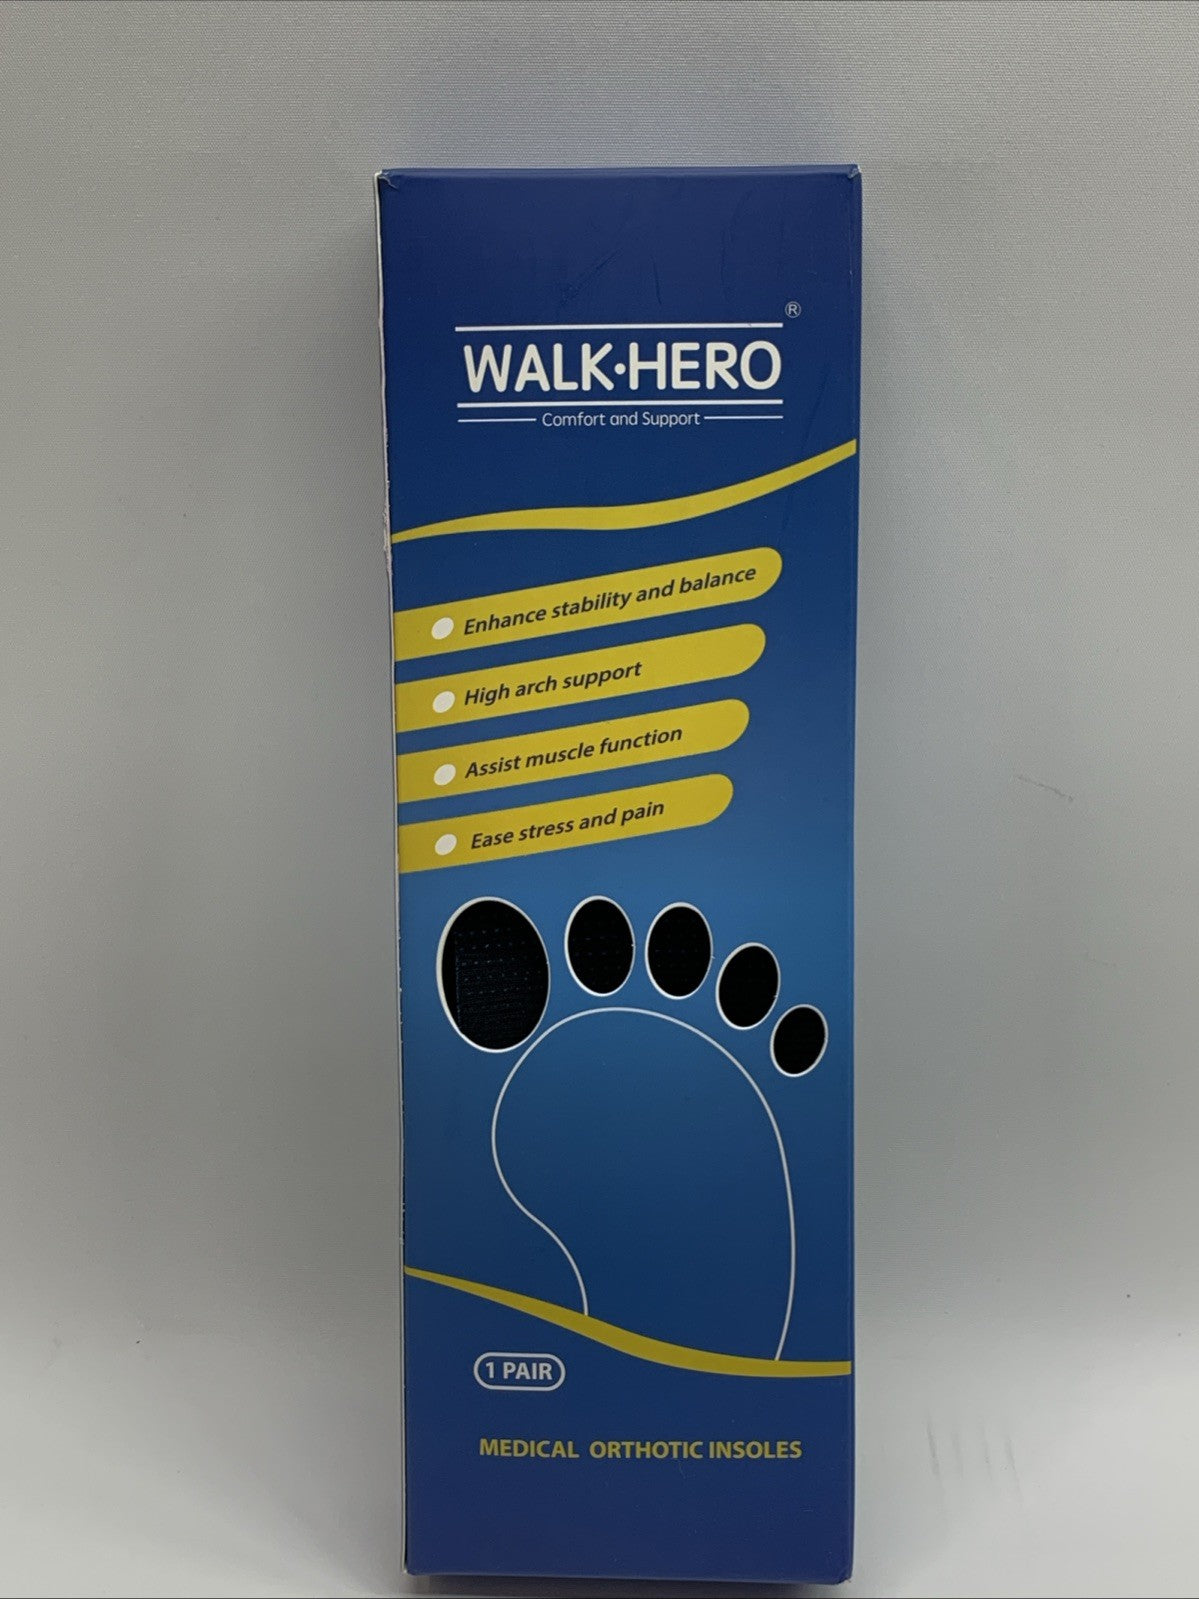 ®
WALK·HERO
Comfort and Support
Enhance stability and balance
High arch support
Assist muscle function
Ease stress and pain
1 PAIR
MEDICAL ORTHOTIC INSOLES